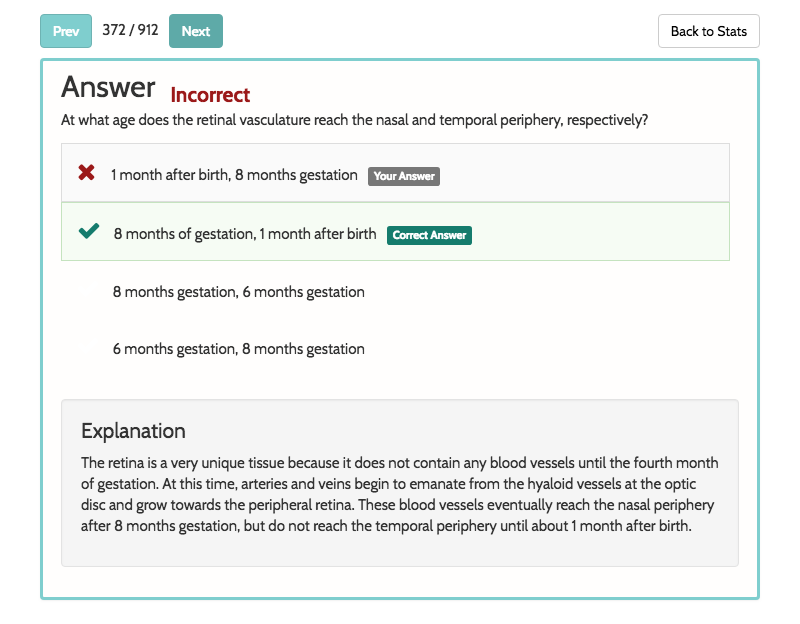 Prev 372 / 912 Next Back to Stats
Answer Incorrect
At what age does the retinal vasculature reach the nasal and temporal periphery, respectively?
1 month after birth, 8 months gestation Your Answer
8 months of gestation, 1 month after birth Correct Answer
8 months gestation, 6 months gestation
6 months gestation, 8 months gestation
Explanation
The retina is a very unique tissue because it does not contain any blood vessels until the fourth month
of gestation. At this time, arteries and veins begin to emanate from the hyaloid vessels at the optic
disc and grow towards the peripheral retina. These blood vessels eventually reach the nasal periphery
after 8 months gestation, but do not reach the temporal periphery until about 1 month after birth.